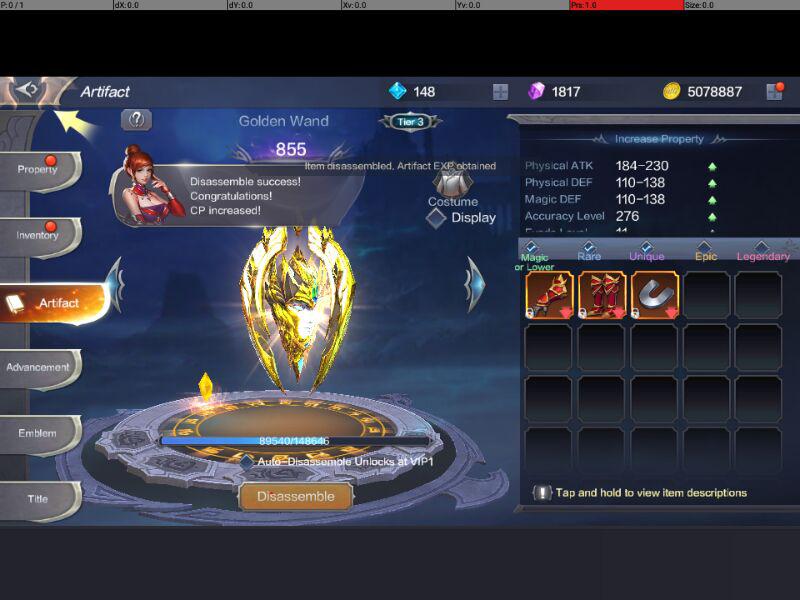 P: 0 / 1
dX: 0.0
dY: 0.0
Xv: 0.0
Yv: 0.0
Prs: 1.0
Size: 0.0
Artifact
148
1817
5078887
Golden Wand
Tier 3
855
Item disassembled, Artifact EXP obtained
Disassemble success!
Congratulations!
CP increased!
Costume
Display
Property
Inventory
Artifact
Advancement
Emblem
Title
89540/148646
Auto-Disassemble Unlocks at VIP1
Disassemble
Increase Property
Physical ATK 184-230
Physical DEF 110-138
Magic DEF 110-138
Accuracy Level 276
Magic or Lower
Rare
Unique
Epic
Legendary
Tap and hold to view item descriptions